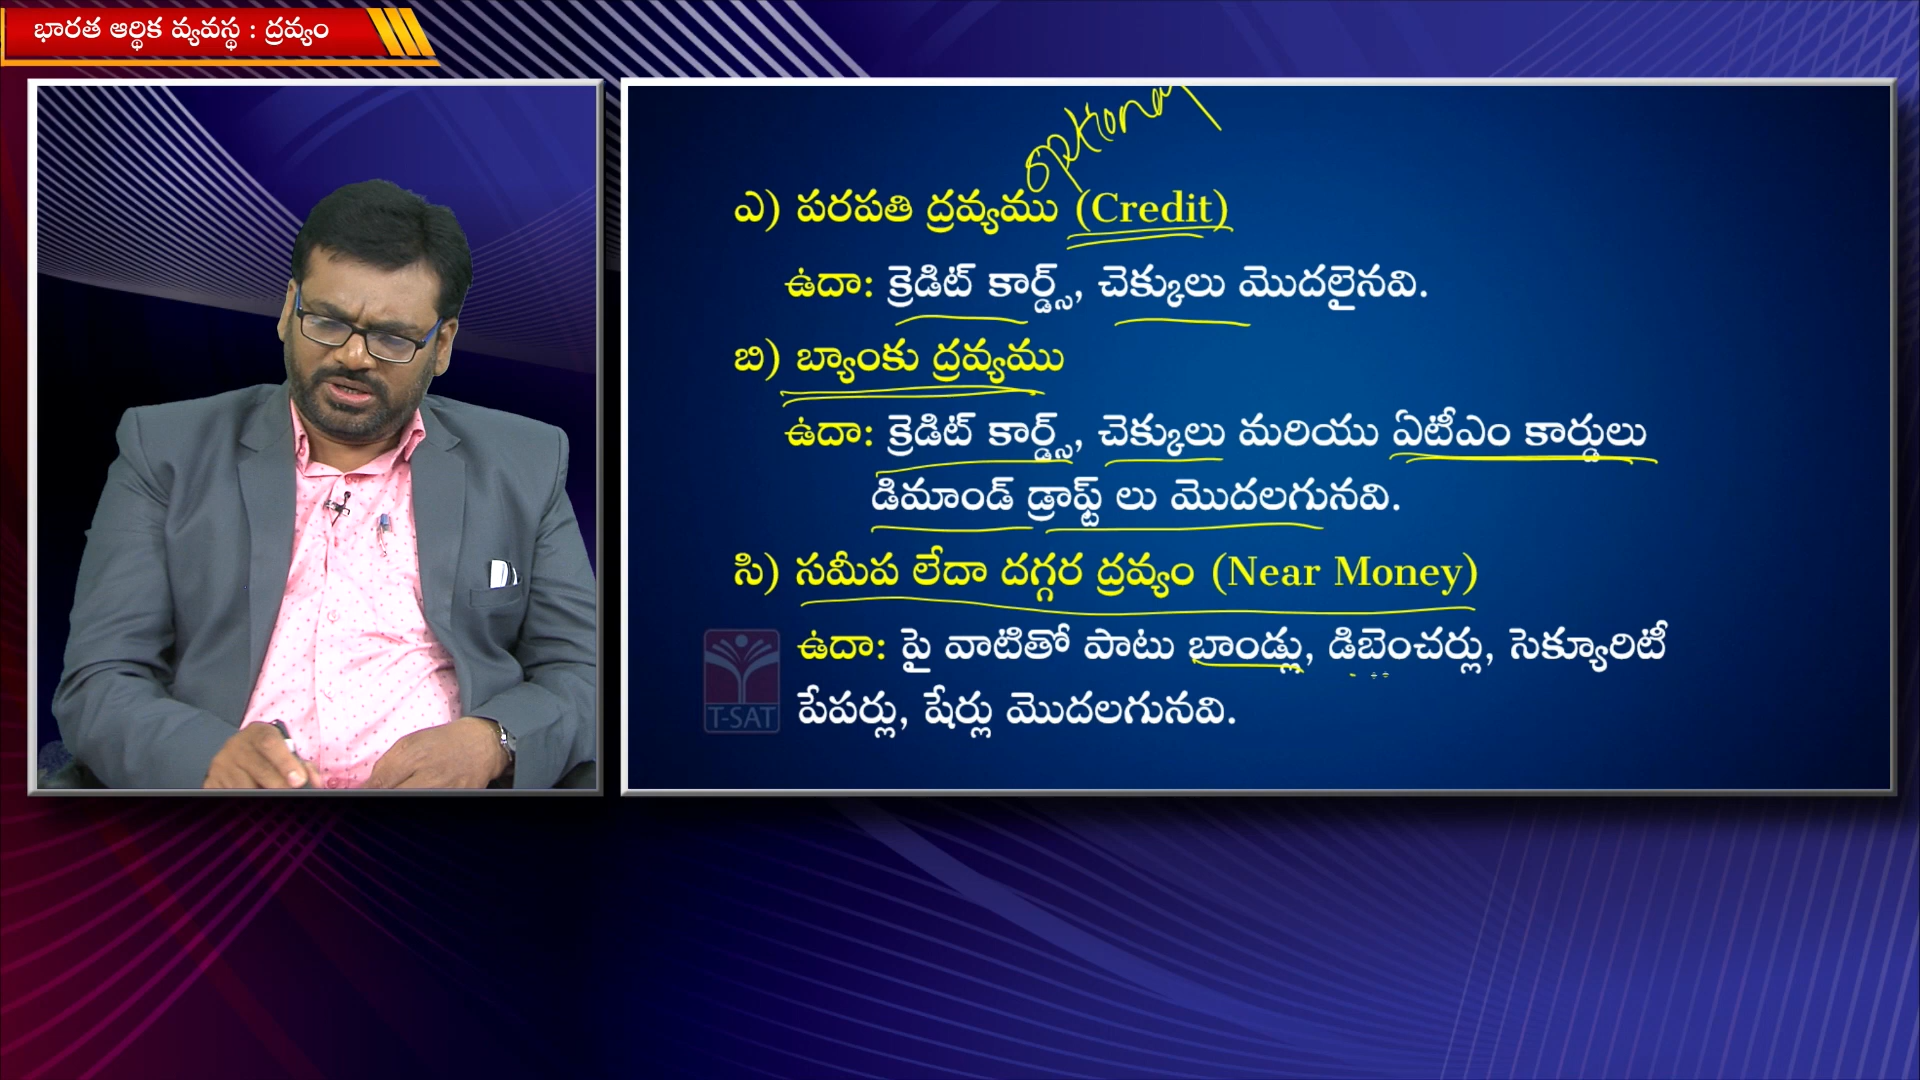 భారత ఆర్థిక వ్యవస్థ : ద్రవ్యం
optional
ఎ) పరపతి ద్రవ్యము (Credit)
ఉదా: క్రెడిట్ కార్డ్స్, చెక్కులు మొదలైనవి.
బి) బ్యాంకు ద్రవ్యము
ఉదా: క్రెడిట్ కార్డ్స్, చెక్కులు మరియు ఏటీఎం కార్డులు
డిమాండ్ డ్రాఫ్ట్ లు మొదలగునవి.
సి) సమీప లేదా దగ్గర ద్రవ్యం (Near Money)
ఉదా: పై వాటితో పాటు బాండ్లు, డిబెంచర్లు, సెక్యూరిటీ
పేపర్లు, షేర్లు మొదలగునవి.
T-SAT